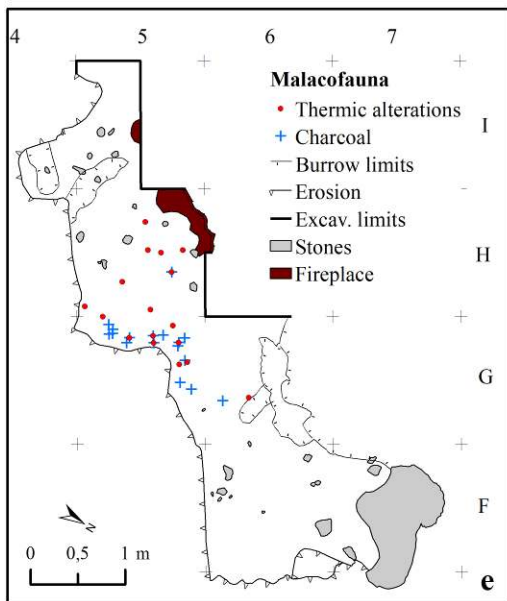 4 5 6 7
Malacofauna
Thermic alterations
Charcoal
Burrow limits
Erosion
Excav. limits
Stones
Fireplace
I
H
G
F
N
0 0,5 1 m
e